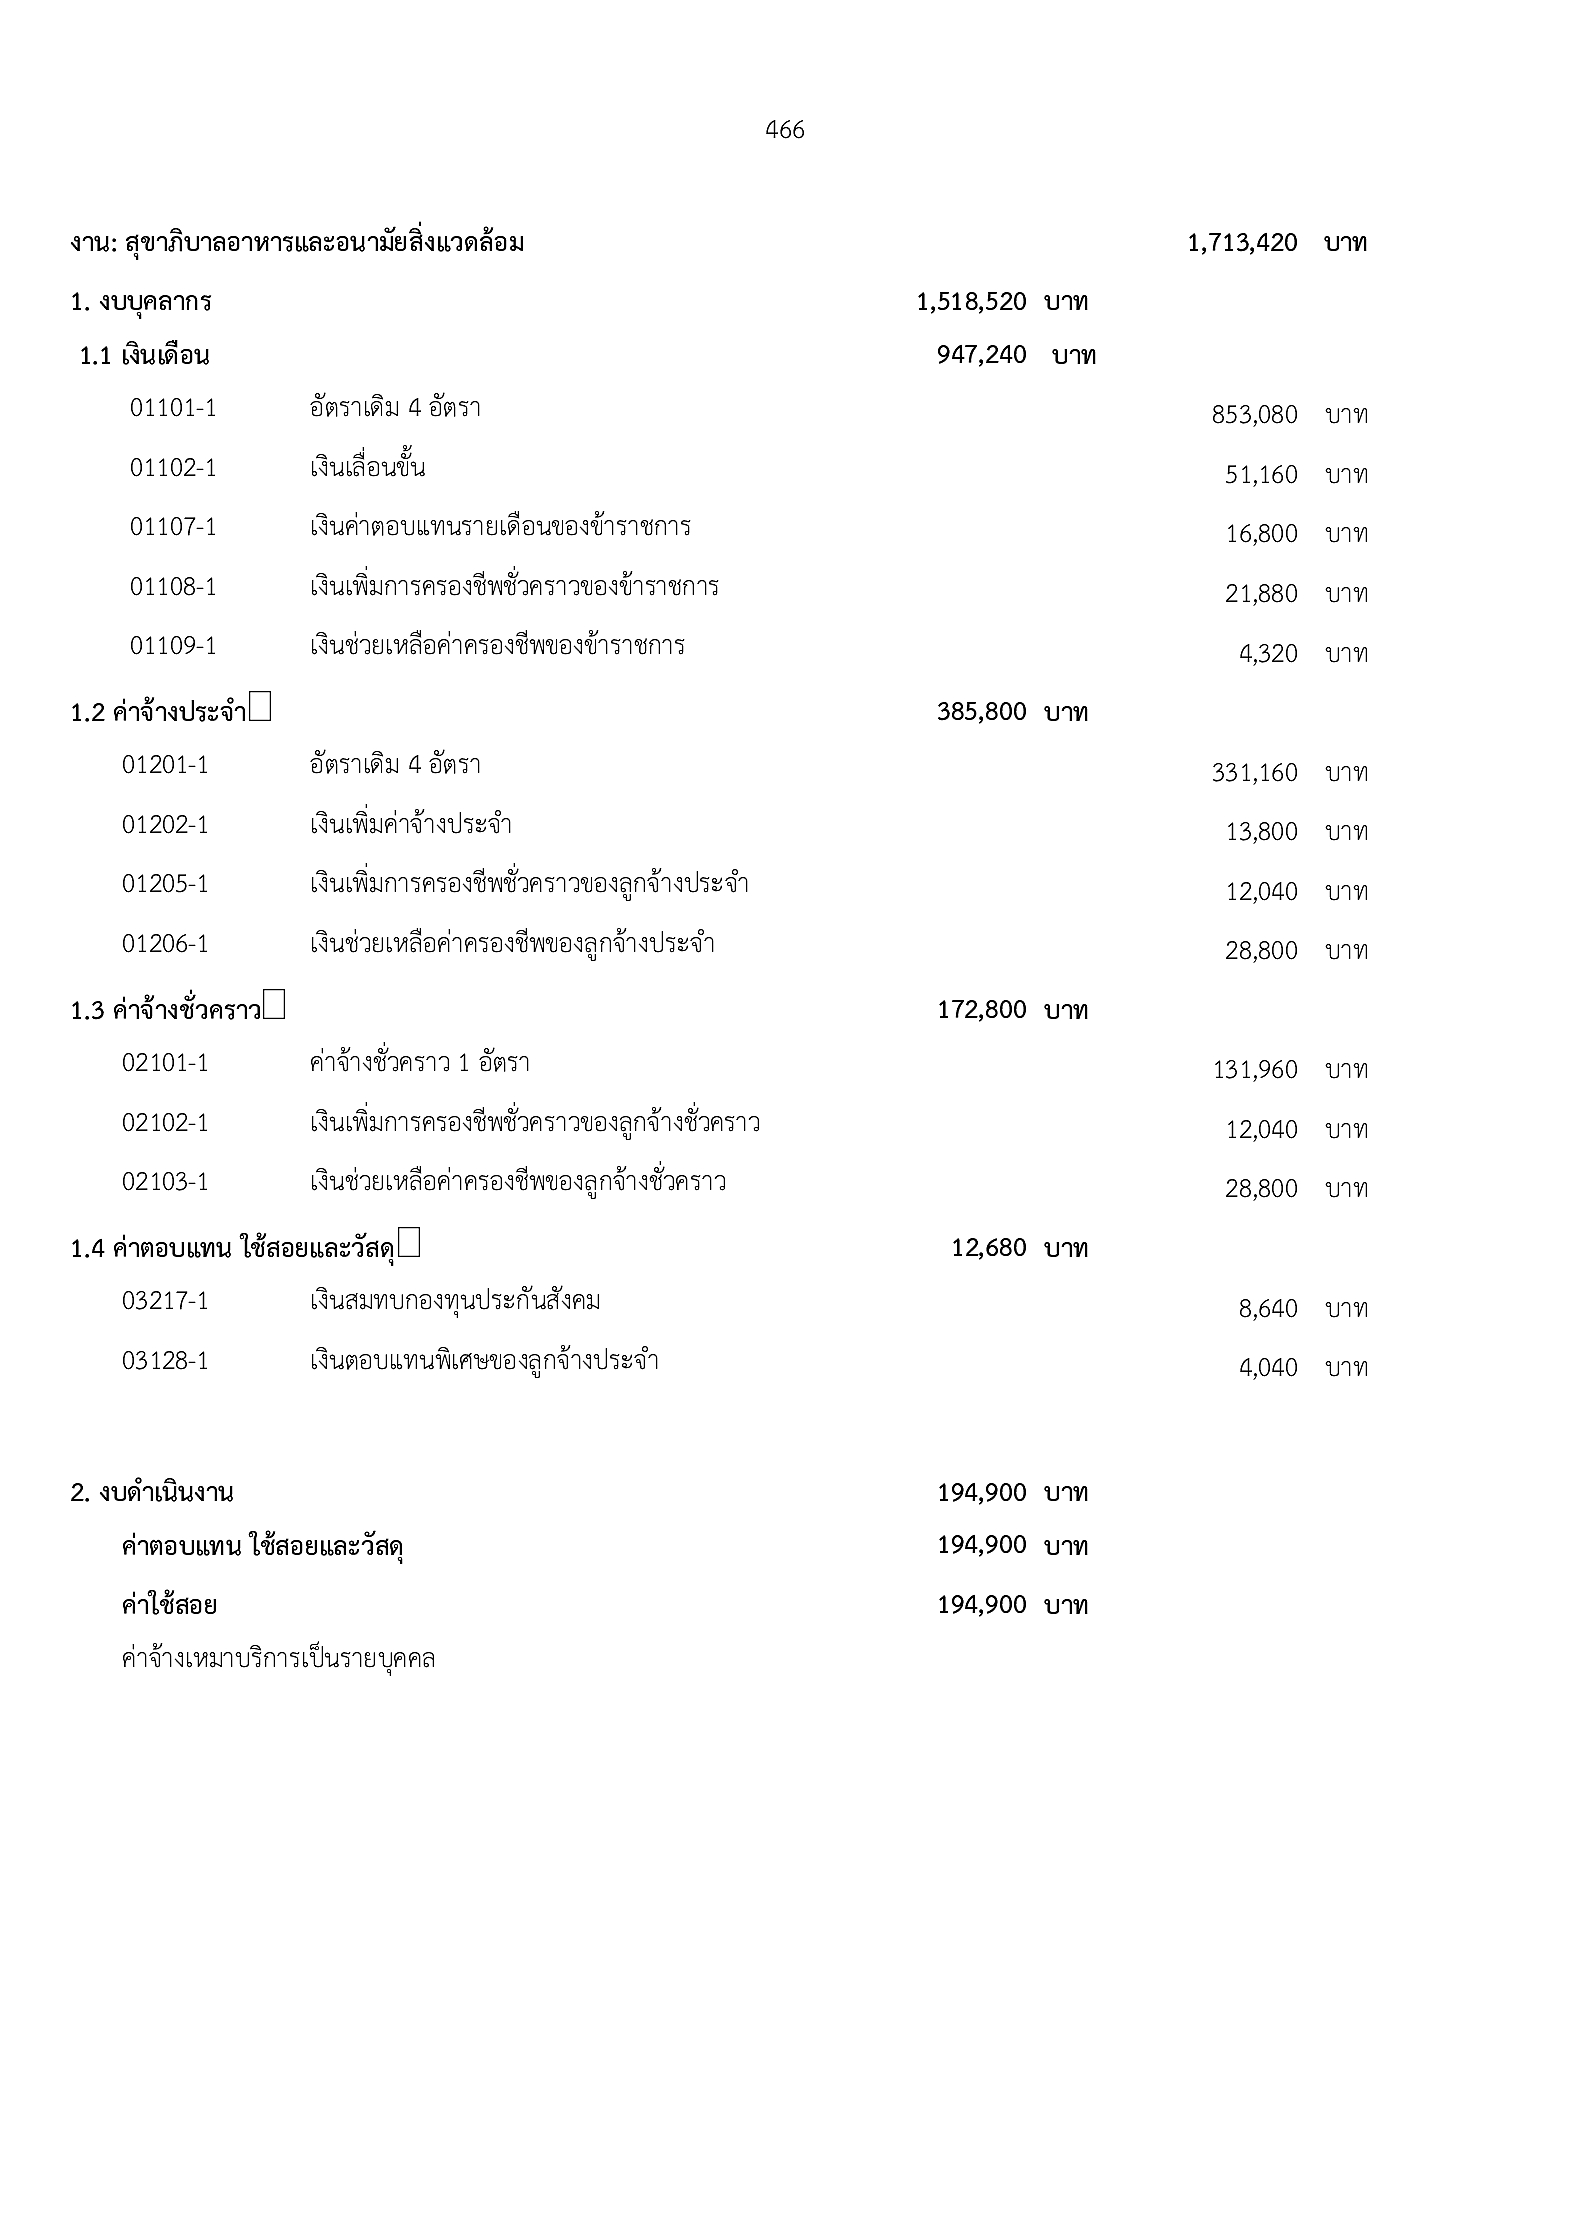 466
งาน: สุขาภิบาลอาหารและอนามัยสิ่งแวดล้อม 1,713,420 บาท
1. งบบุคลากร 1,518,520 บาท
1.1 เงินเดือน 947,240 บาท
01101-1 อัตราเดิม 4 อัตรา 853,080 บาท
01102-1 เงินเลื่อนขั้น 51,160 บาท
01107-1 เงินค่าตอบแทนรายเดือนของข้าราชการ 16,800 บาท
01108-1 เงินเพิ่มการครองชีพชั่วคราวของข้าราชการ 21,880 บาท
01109-1 เงินช่วยเหลือค่าครองชีพของข้าราชการ 4,320 บาท
1.2 ค่าจ้างประจำ 385,800 บาท
01201-1 อัตราเดิม 4 อัตรา 331,160 บาท
01202-1 เงินเพิ่มค่าจ้างประจำ 13,800 บาท
01205-1 เงินเพิ่มการครองชีพชั่วคราวของลูกจ้างประจำ 12,040 บาท
01206-1 เงินช่วยเหลือค่าครองชีพของลูกจ้างประจำ 28,800 บาท
1.3 ค่าจ้างชั่วคราว 172,800 บาท
02101-1 ค่าจ้างชั่วคราว 1 อัตรา 131,960 บาท
02102-1 เงินเพิ่มการครองชีพชั่วคราวของลูกจ้างชั่วคราว 12,040 บาท
02103-1 เงินช่วยเหลือค่าครองชีพของลูกจ้างชั่วคราว 28,800 บาท
1.4 ค่าตอบแทน ใช้สอยและวัสดุ 12,680 บาท
03217-1 เงินสมทบกองทุนประกันสังคม 8,640 บาท
03128-1 เงินตอบแทนพิเศษของลูกจ้างประจำ 4,040 บาท
2. งบดำเนินงาน 194,900 บาท
ค่าตอบแทน ใช้สอยและวัสดุ 194,900 บาท
ค่าใช้สอย 194,900 บาท
ค่าจ้างเหมาบริการเป็นรายบุคคล